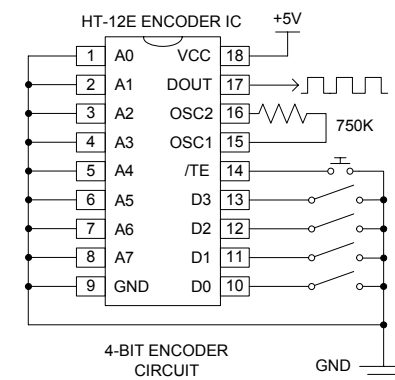 HT-12E ENCODER IC
+5V
1 A0 VCC 18
2 A1 DOUT 17
3 A2 OSC2 16
750K
4 A3 OSC1 15
5 A4 /TE 14
6 A5 D3 13
7 A6 D2 12
8 A7 D1 11
9 GND D0 10
4-BIT ENCODER
CIRCUIT
GND